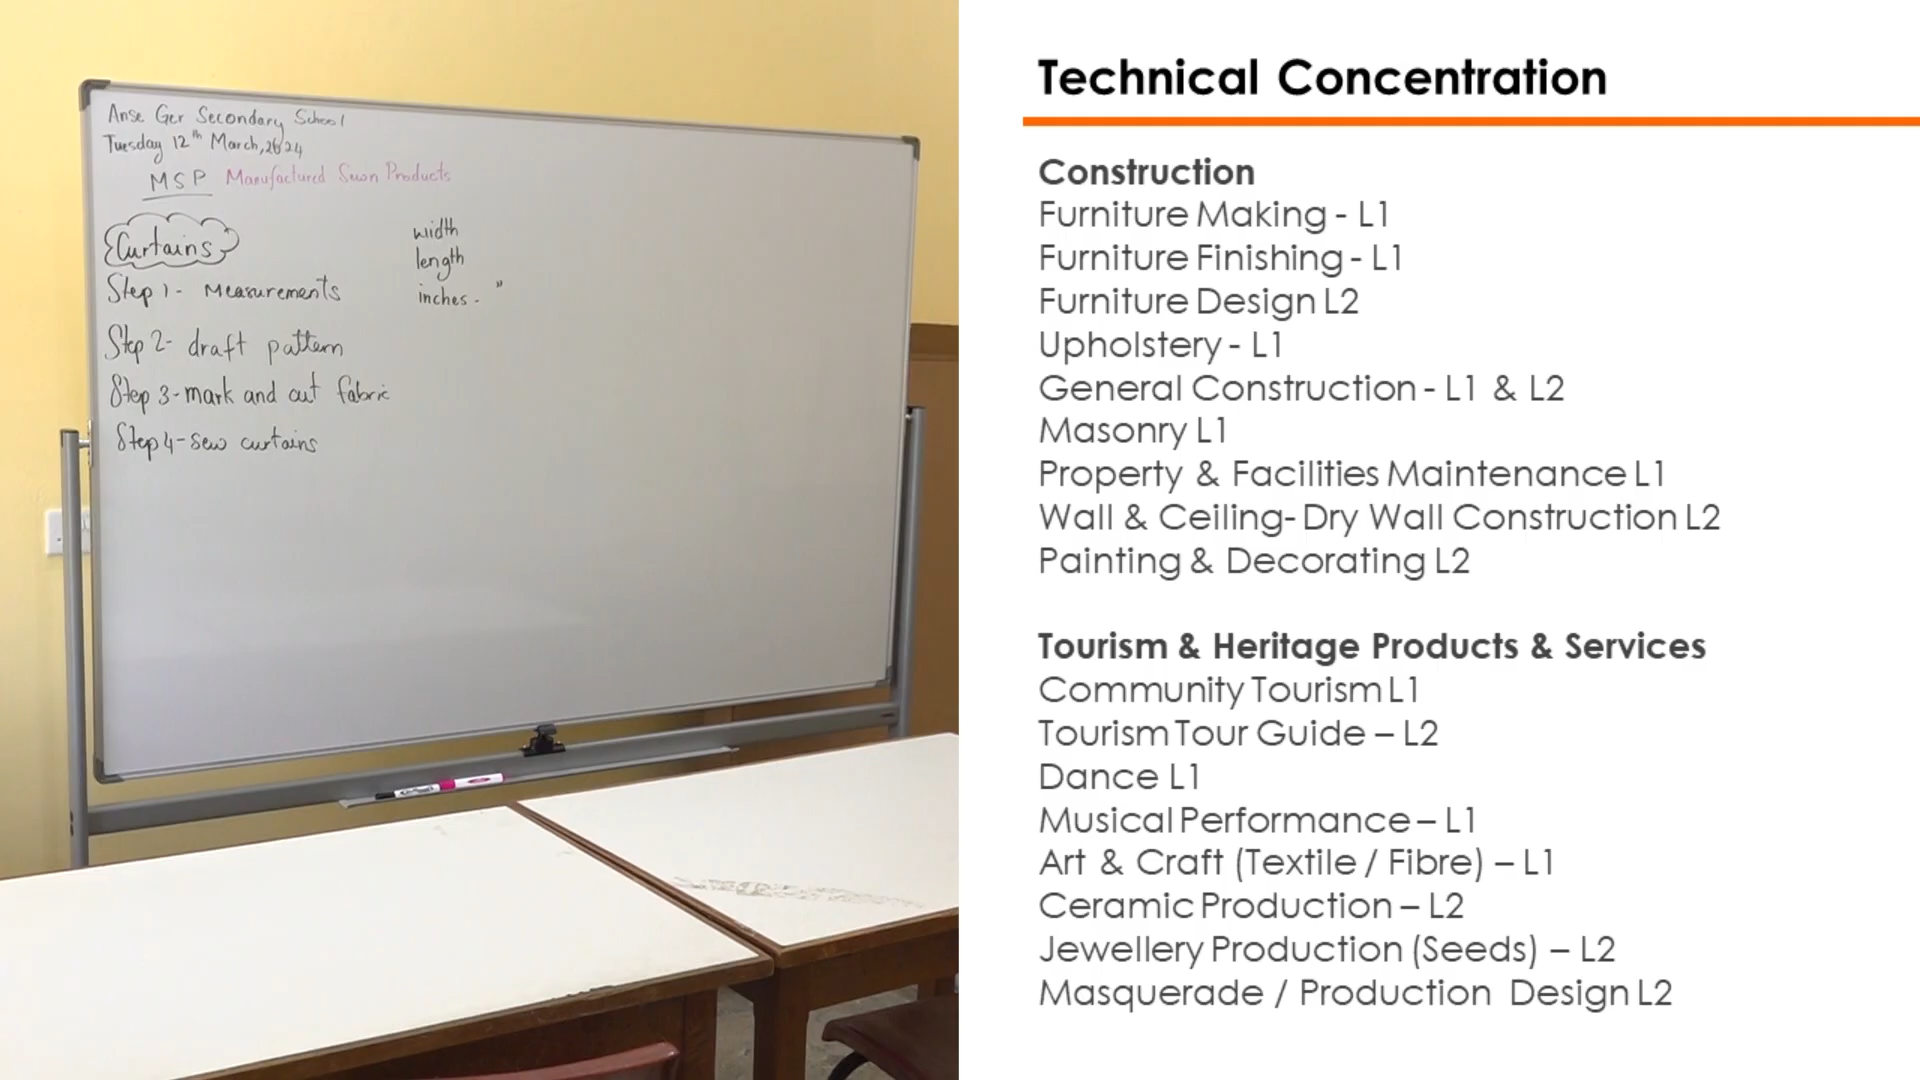 Anse Ger Secondary School
Tuesday 12th March, 2024
MSP Manufactured Sewn Products
Curtains
Step 1- Measurements
Step 2- draft pattern
Step 3-mark and cut fabric
Step 4-sew curtains
width
length
inches - "
Technical Concentration
Construction
Furniture Making - L1
Furniture Finishing - L1
Furniture Design L2
Upholstery - L1
General Construction - L1 & L2
Masonry L1
Property & Facilities Maintenance L1
Wall & Ceiling- Dry Wall Construction L2
Painting & Decorating L2
Tourism & Heritage Products & Services
Community Tourism L1
Tourism Tour Guide – L2
Dance L1
Musical Performance – L1
Art & Craft (Textile / Fibre) – L1
Ceramic Production – L2
Jewellery Production (Seeds) – L2
Masquerade / Production Design L2